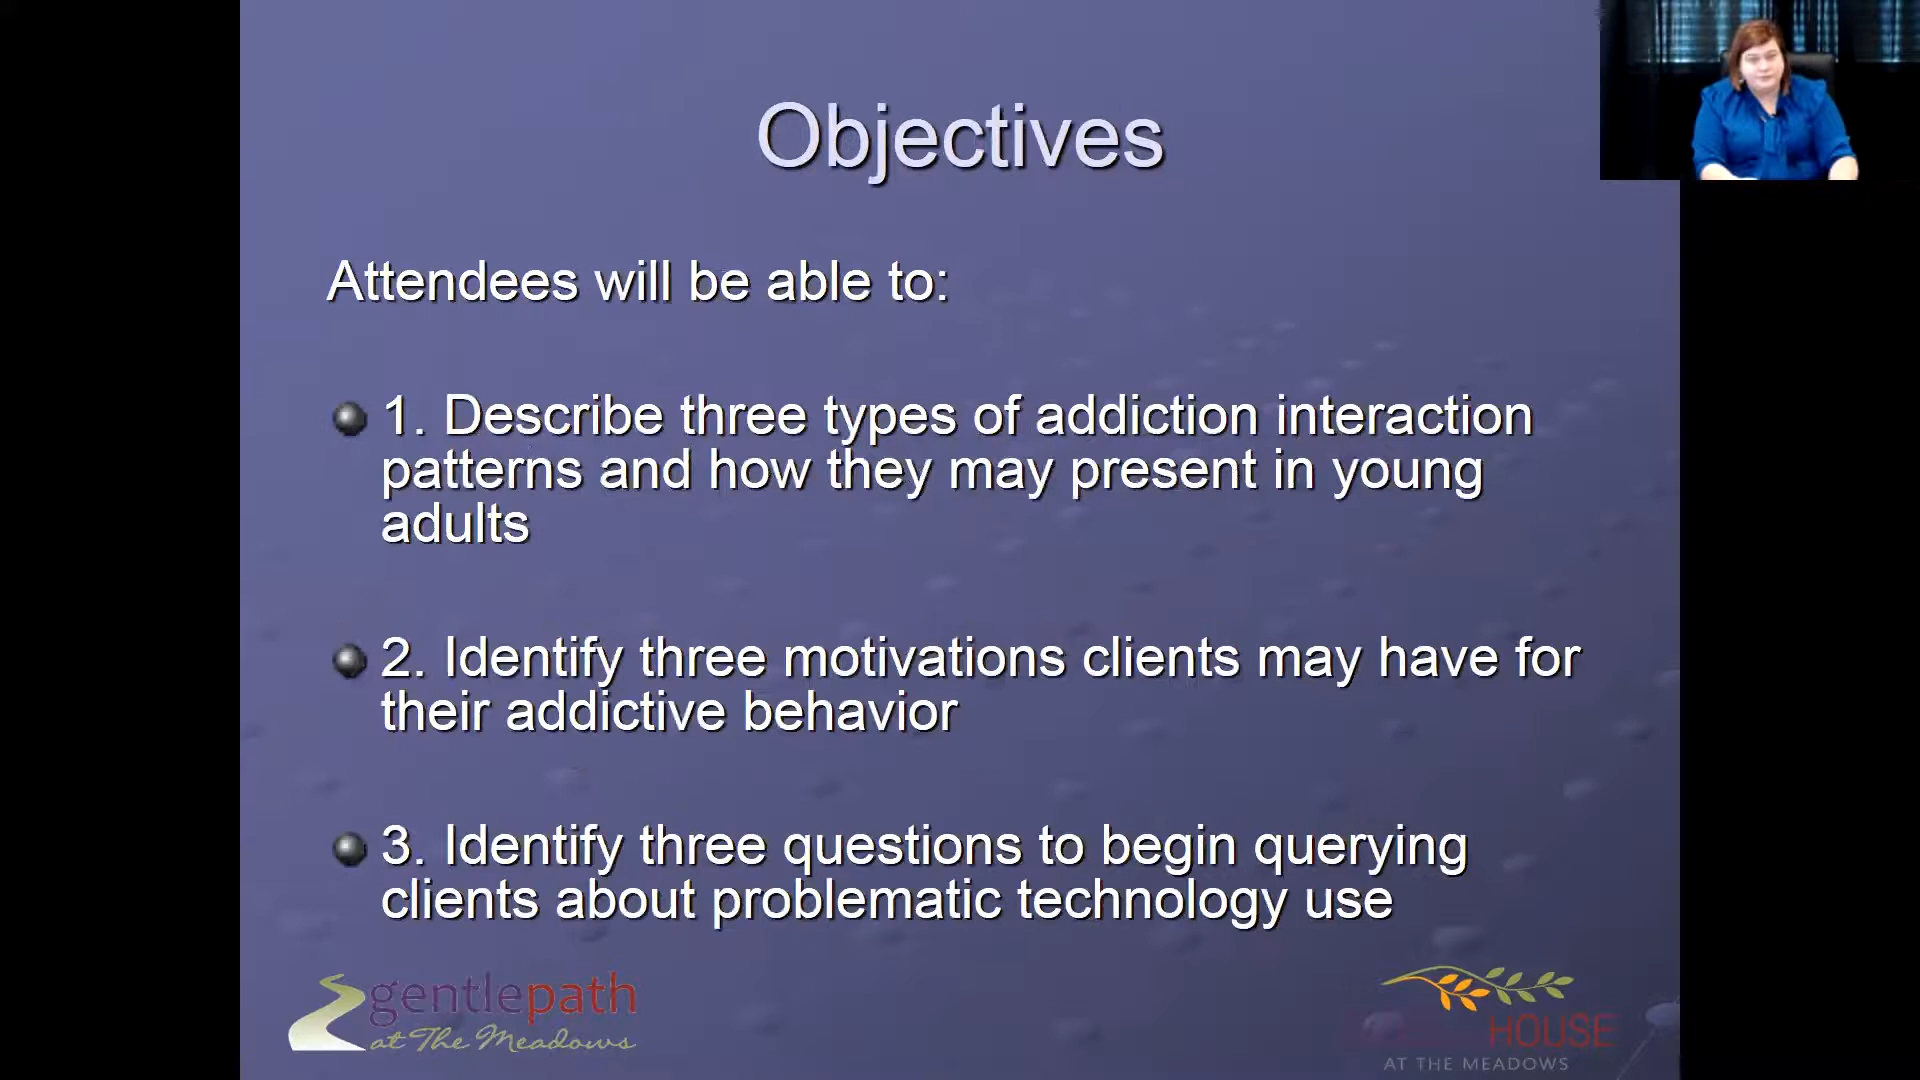 Objectives
Attendees will be able to:
1. Describe three types of addiction interaction
patterns and how they may present in young
adults
2. Identify three motivations clients may have for
their addictive behavior
3. Identify three questions to begin querying
clients about problematic technology use
gentlepath
at The Meadows
HOUSE
AT THE MEADOWS